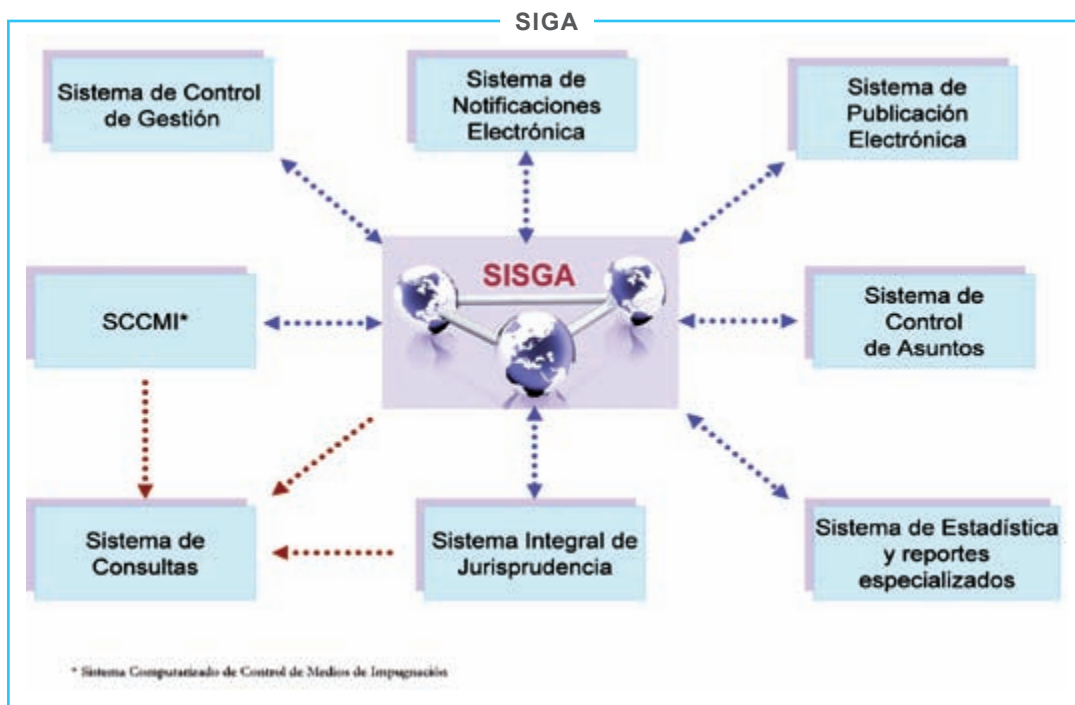 SIGA
Sistema de Control
de Gestión
Sistema de
Notificaciones
Electrónica
Sistema de
Publicación
Electrónica
SISGA
SCCMI*
Sistema de
Control
de Asuntos
Sistema de
Consultas
Sistema Integral de
Jurisprudencia
Sistema de Estadística
y reportes
especializados
* Sistema Computarizado de Control de Medios de Impugnación